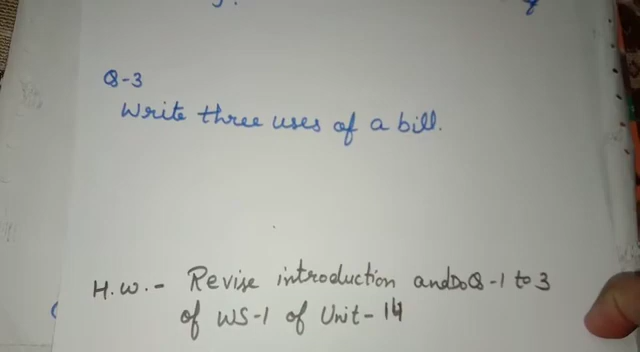 Q-3
Write three uses of a bill.
H.W.- Revise introduction and Do Q-1 to 3
of WS-1 of Unit-14